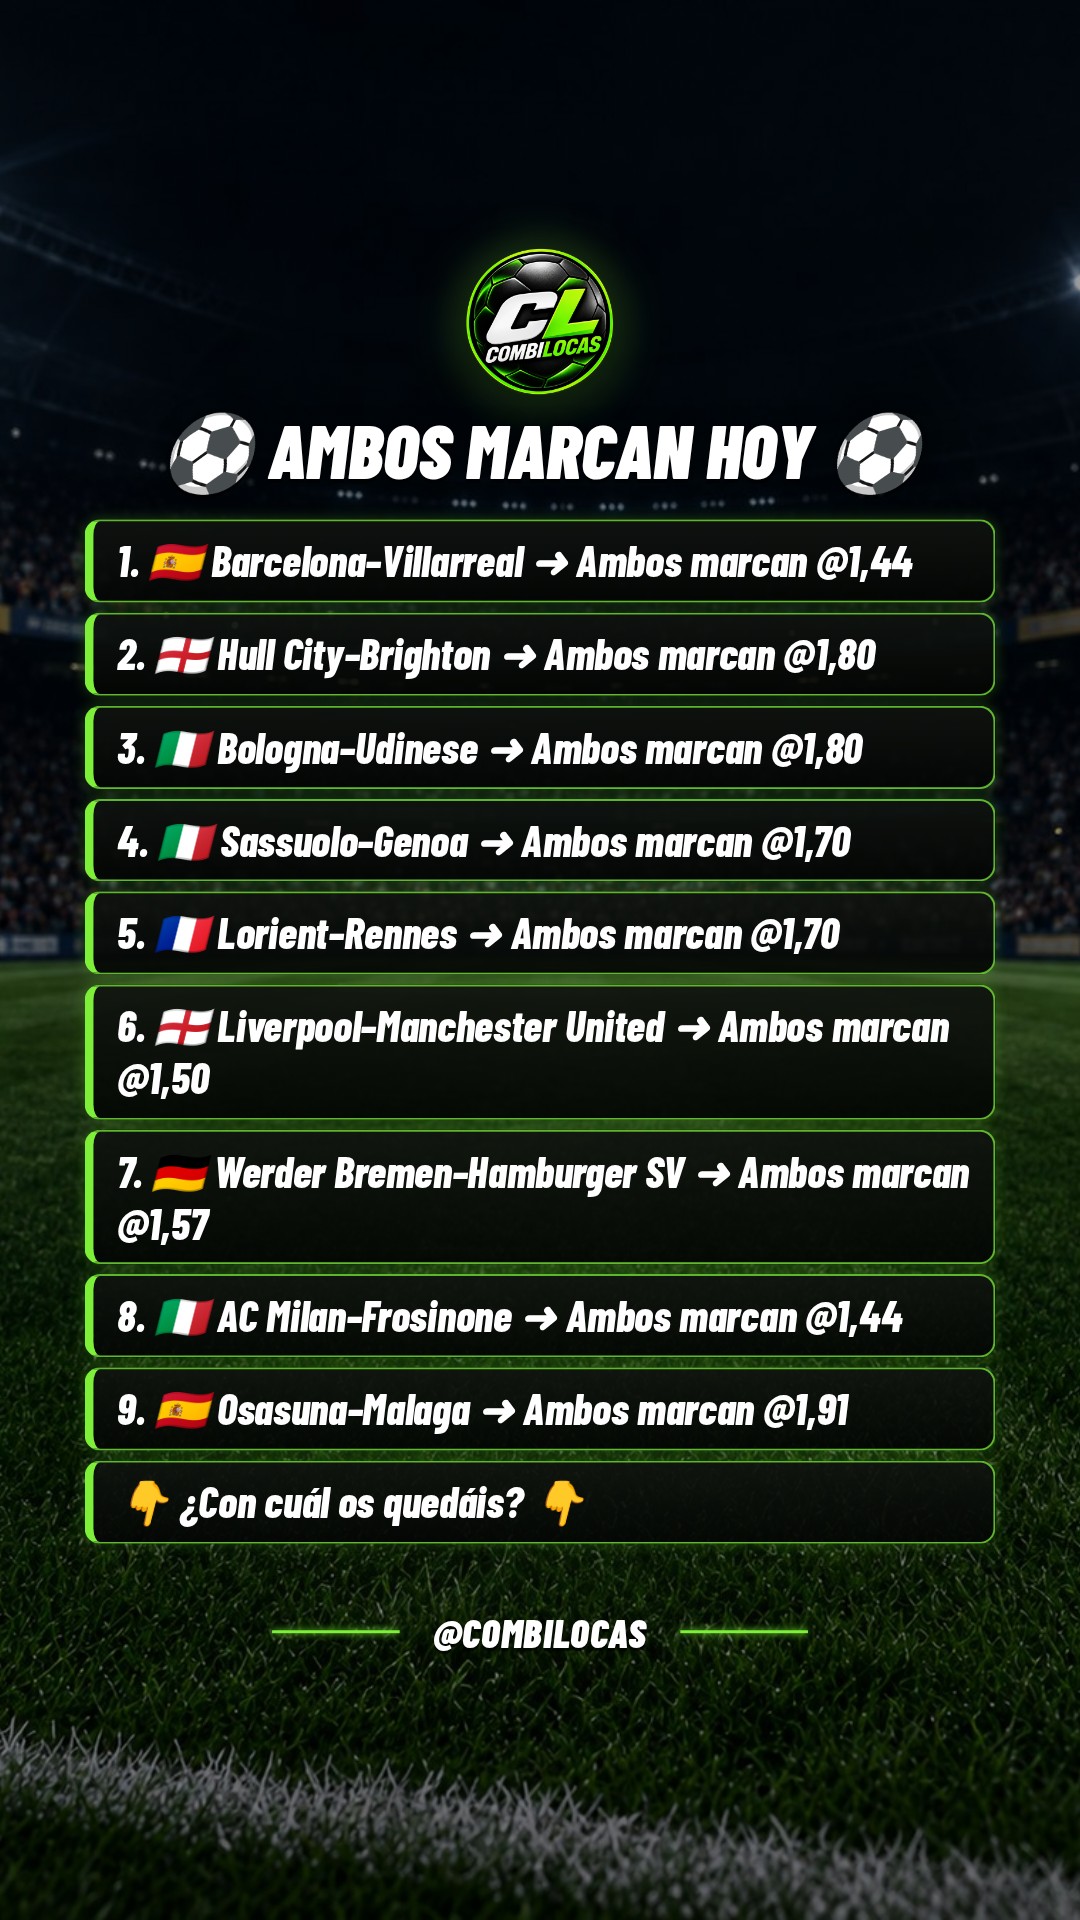 CL
COMBILOCAS
⚽ AMBOS MARCAN HOY ⚽
1. 🇪🇸 Barcelona-Villarreal ➜ Ambos marcan @1,44
2. 🏴󠁧󠁢󠁥󠁮󠁧󠁿 Hull City-Brighton ➜ Ambos marcan @1,80
3. 🇮🇹 Bologna-Udinese ➜ Ambos marcan @1,80
4. 🇮🇹 Sassuolo-Genoa ➜ Ambos marcan @1,70
5. 🇫🇷 Lorient-Rennes ➜ Ambos marcan @1,70
6. 🏴󠁧󠁢󠁥󠁮󠁧󠁿 Liverpool-Manchester United ➜ Ambos marcan
@1,50
7. 🇩🇪 Werder Bremen-Hamburger SV ➜ Ambos marcan
@1,57
8. 🇮🇹 AC Milan-Frosinone ➜ Ambos marcan @1,44
9. 🇪🇸 Osasuna-Malaga ➜ Ambos marcan @1,91
👇 ¿Con cuál os quedáis? 👇
@COMBILOCAS